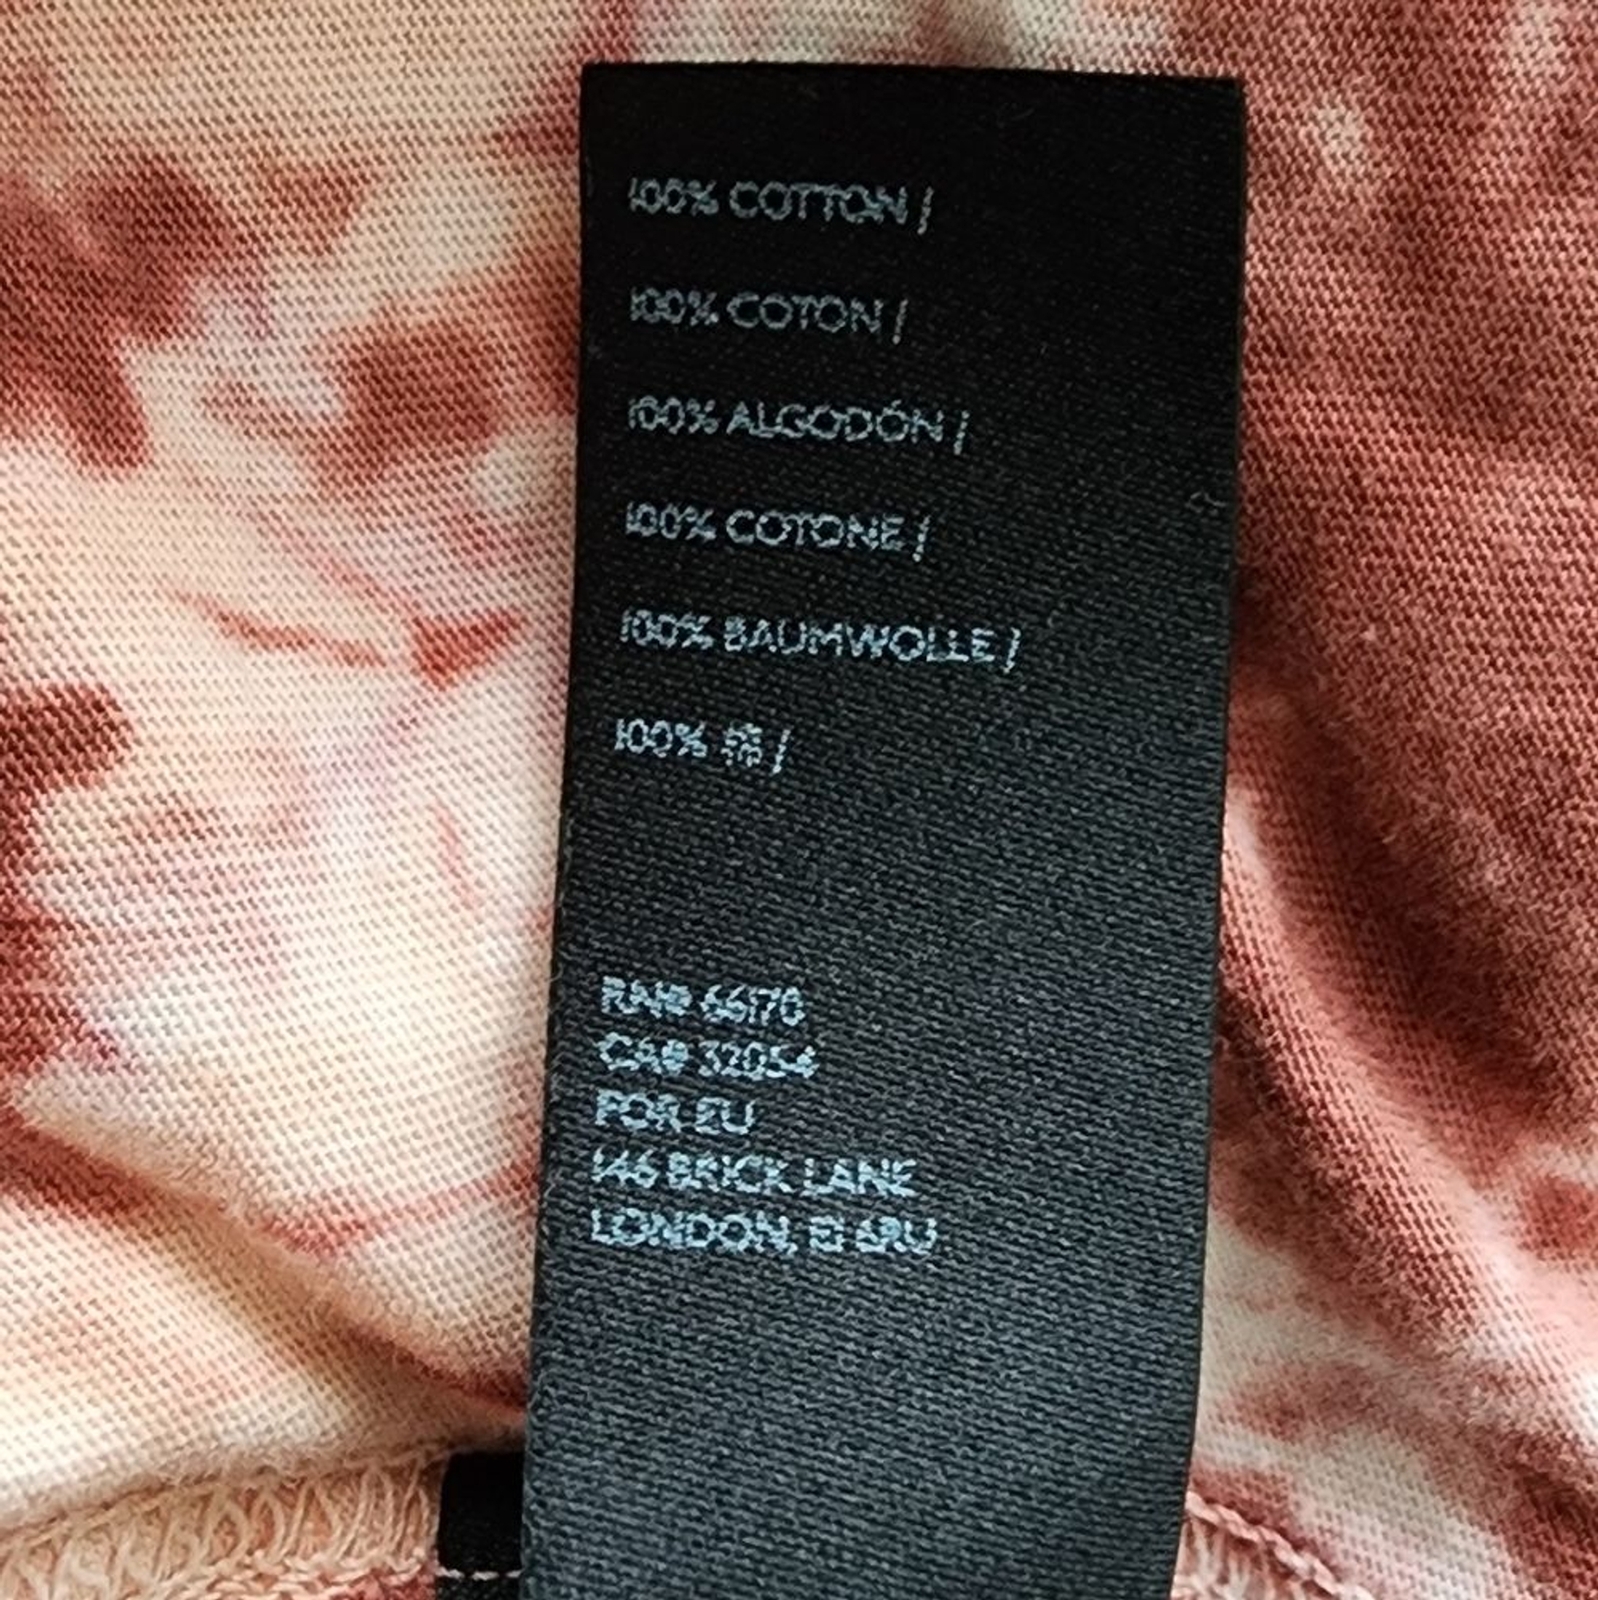 100% COTTON /
100% COTON /
100% ALGODÓN /
100% COTONE /
100% BAUMWOLLE /
100% 綿 /
RN# 66170
CA# 32054
FOR EU
146 BRICK LANE
LONDON, E1 6RU